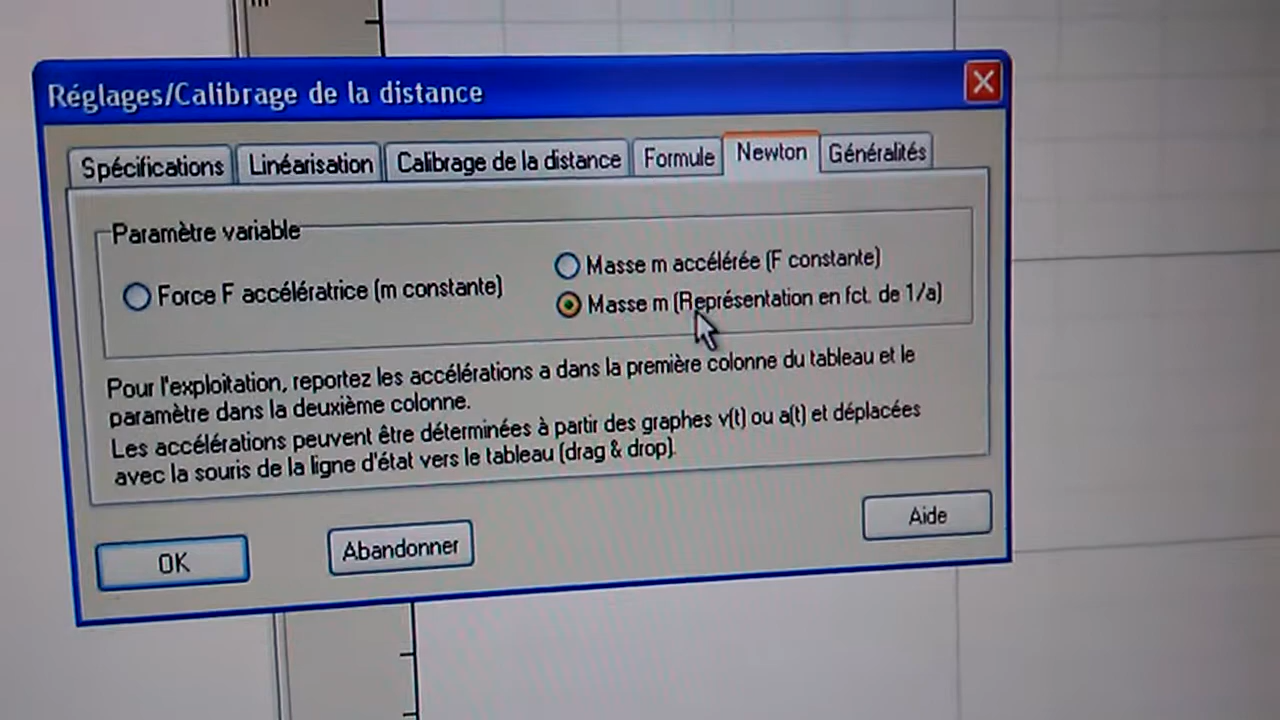 Réglages/Calibrage de la distance
Spécifications Linéarisation Calibrage de la distance Formule Newton Généralités
Paramètre variable
Force F accélératrice (m constante)
Masse m accélérée (F constante)
Masse m (Représentation en fct. de 1/a)
Pour l'exploitation, reportez les accélérations a dans la première colonne du tableau et le
paramètre dans la deuxième colonne.
Les accélérations peuvent être déterminées à partir des graphes v(t) ou a(t) et déplacées
avec la souris de la ligne d'état vers le tableau (drag & drop).
OK Abandonner Aide